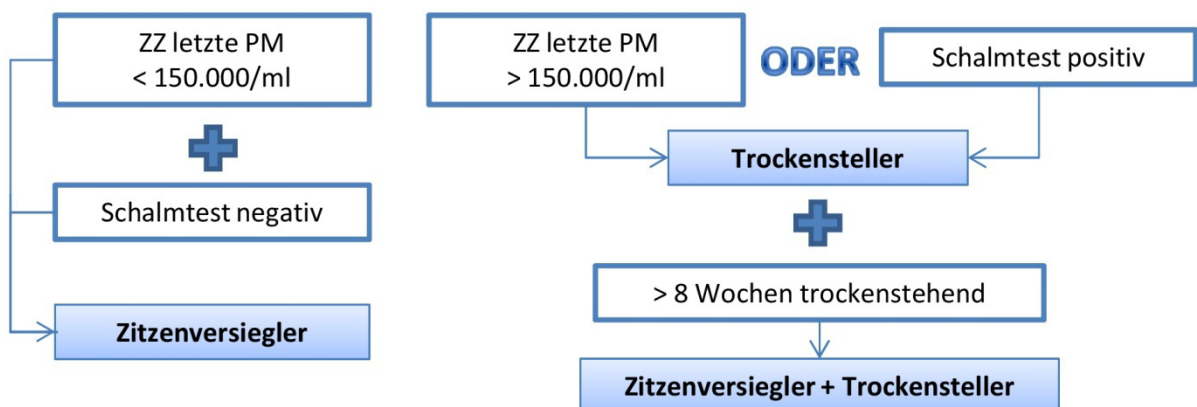 ZZ letzte PM
< 150.000/ml
Schalmtest negativ
Zitzenversiegler
ZZ letzte PM
> 150.000/ml
ODER
Schalmtest positiv
Trockensteller
> 8 Wochen trockenstehend
Zitzenversiegler + Trockensteller